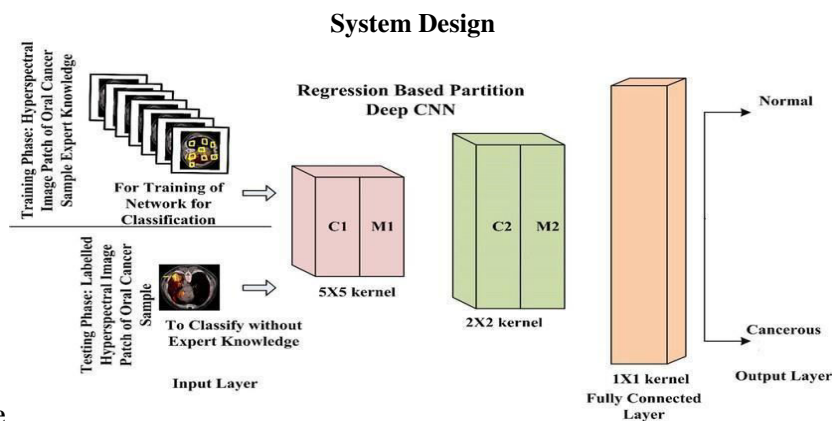 System Design
Training Phase: Hyperspectral
Image Patch of Oral Cancer
Sample Expert Knowledge
For Training of
Network for
Classification
Regression Based Partition
Deep CNN
C1 M1
5X5 kernel
C2 M2
2X2 kernel
Testing Phase: Labelled
Hyperspectral Image
Patch of Oral Cancer
Sample
To Classify without
Expert Knowledge
Input Layer
1X1 kernel
Fully Connected
Layer
Normal
Cancerous
Output Layer
e